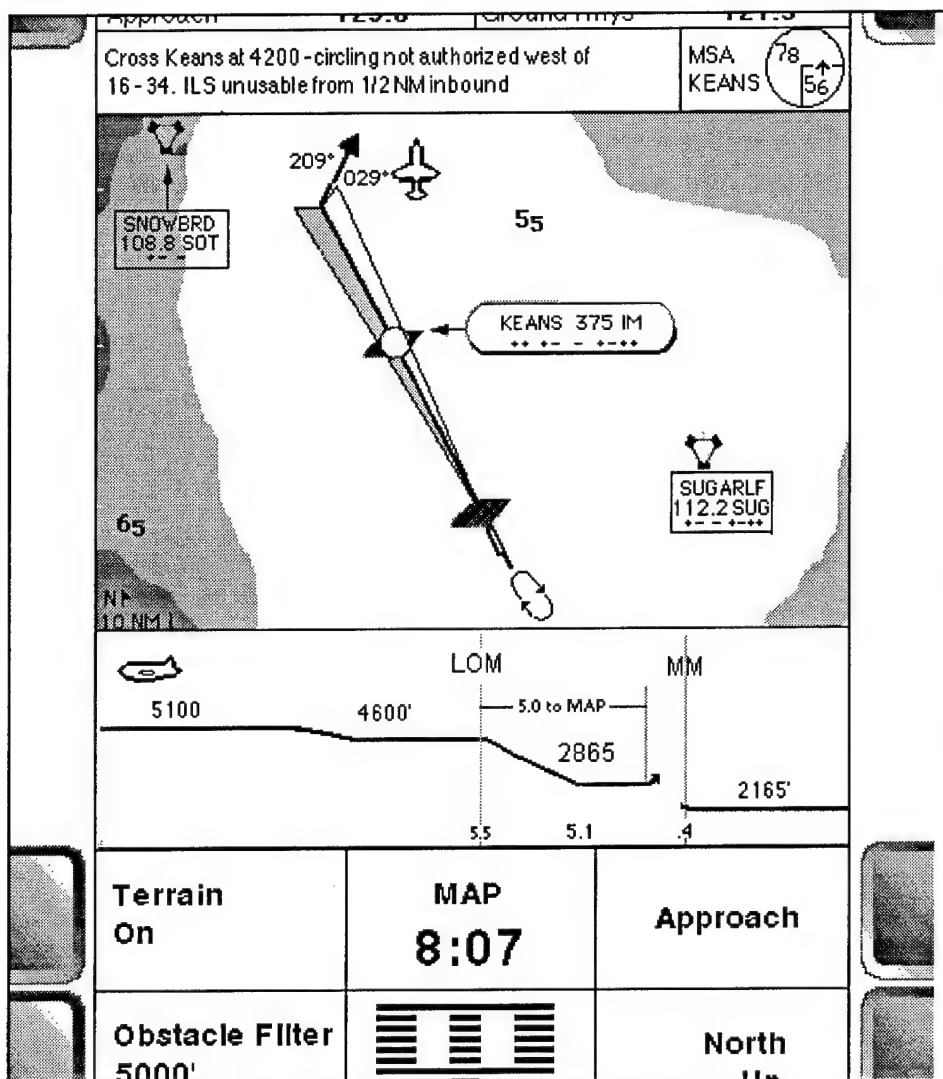 Approach
Cross Keans at 4200 - circling not authorized west of
16 - 34. ILS unusable from 1/2 NM inbound
MSA
KEANS
78
56
209°
029°
55
SNOWBRD
108.8 SOT
KEANS 375 IM
SUGARLF
112.2 SUG
65
N
10 NM
LOM
MM
5100
4600'
5.0 to MAP
2865
2165'
5.5
5.1
.4
Terrain
On
MAP
8:07
Approach
Obstacle Filter
5000'
North
Up